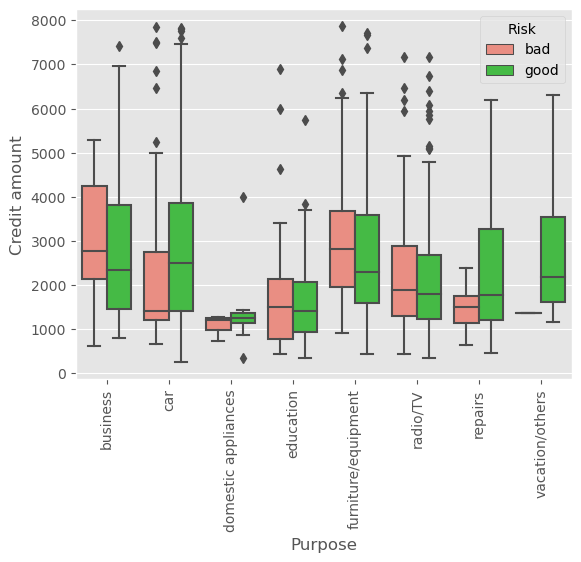 Risk
bad
good
8000
7000
6000
5000
4000
3000
2000
1000
0
Credit amount
business
car
domestic appliances
education
furniture/equipment
radio/TV
repairs
vacation/others
Purpose